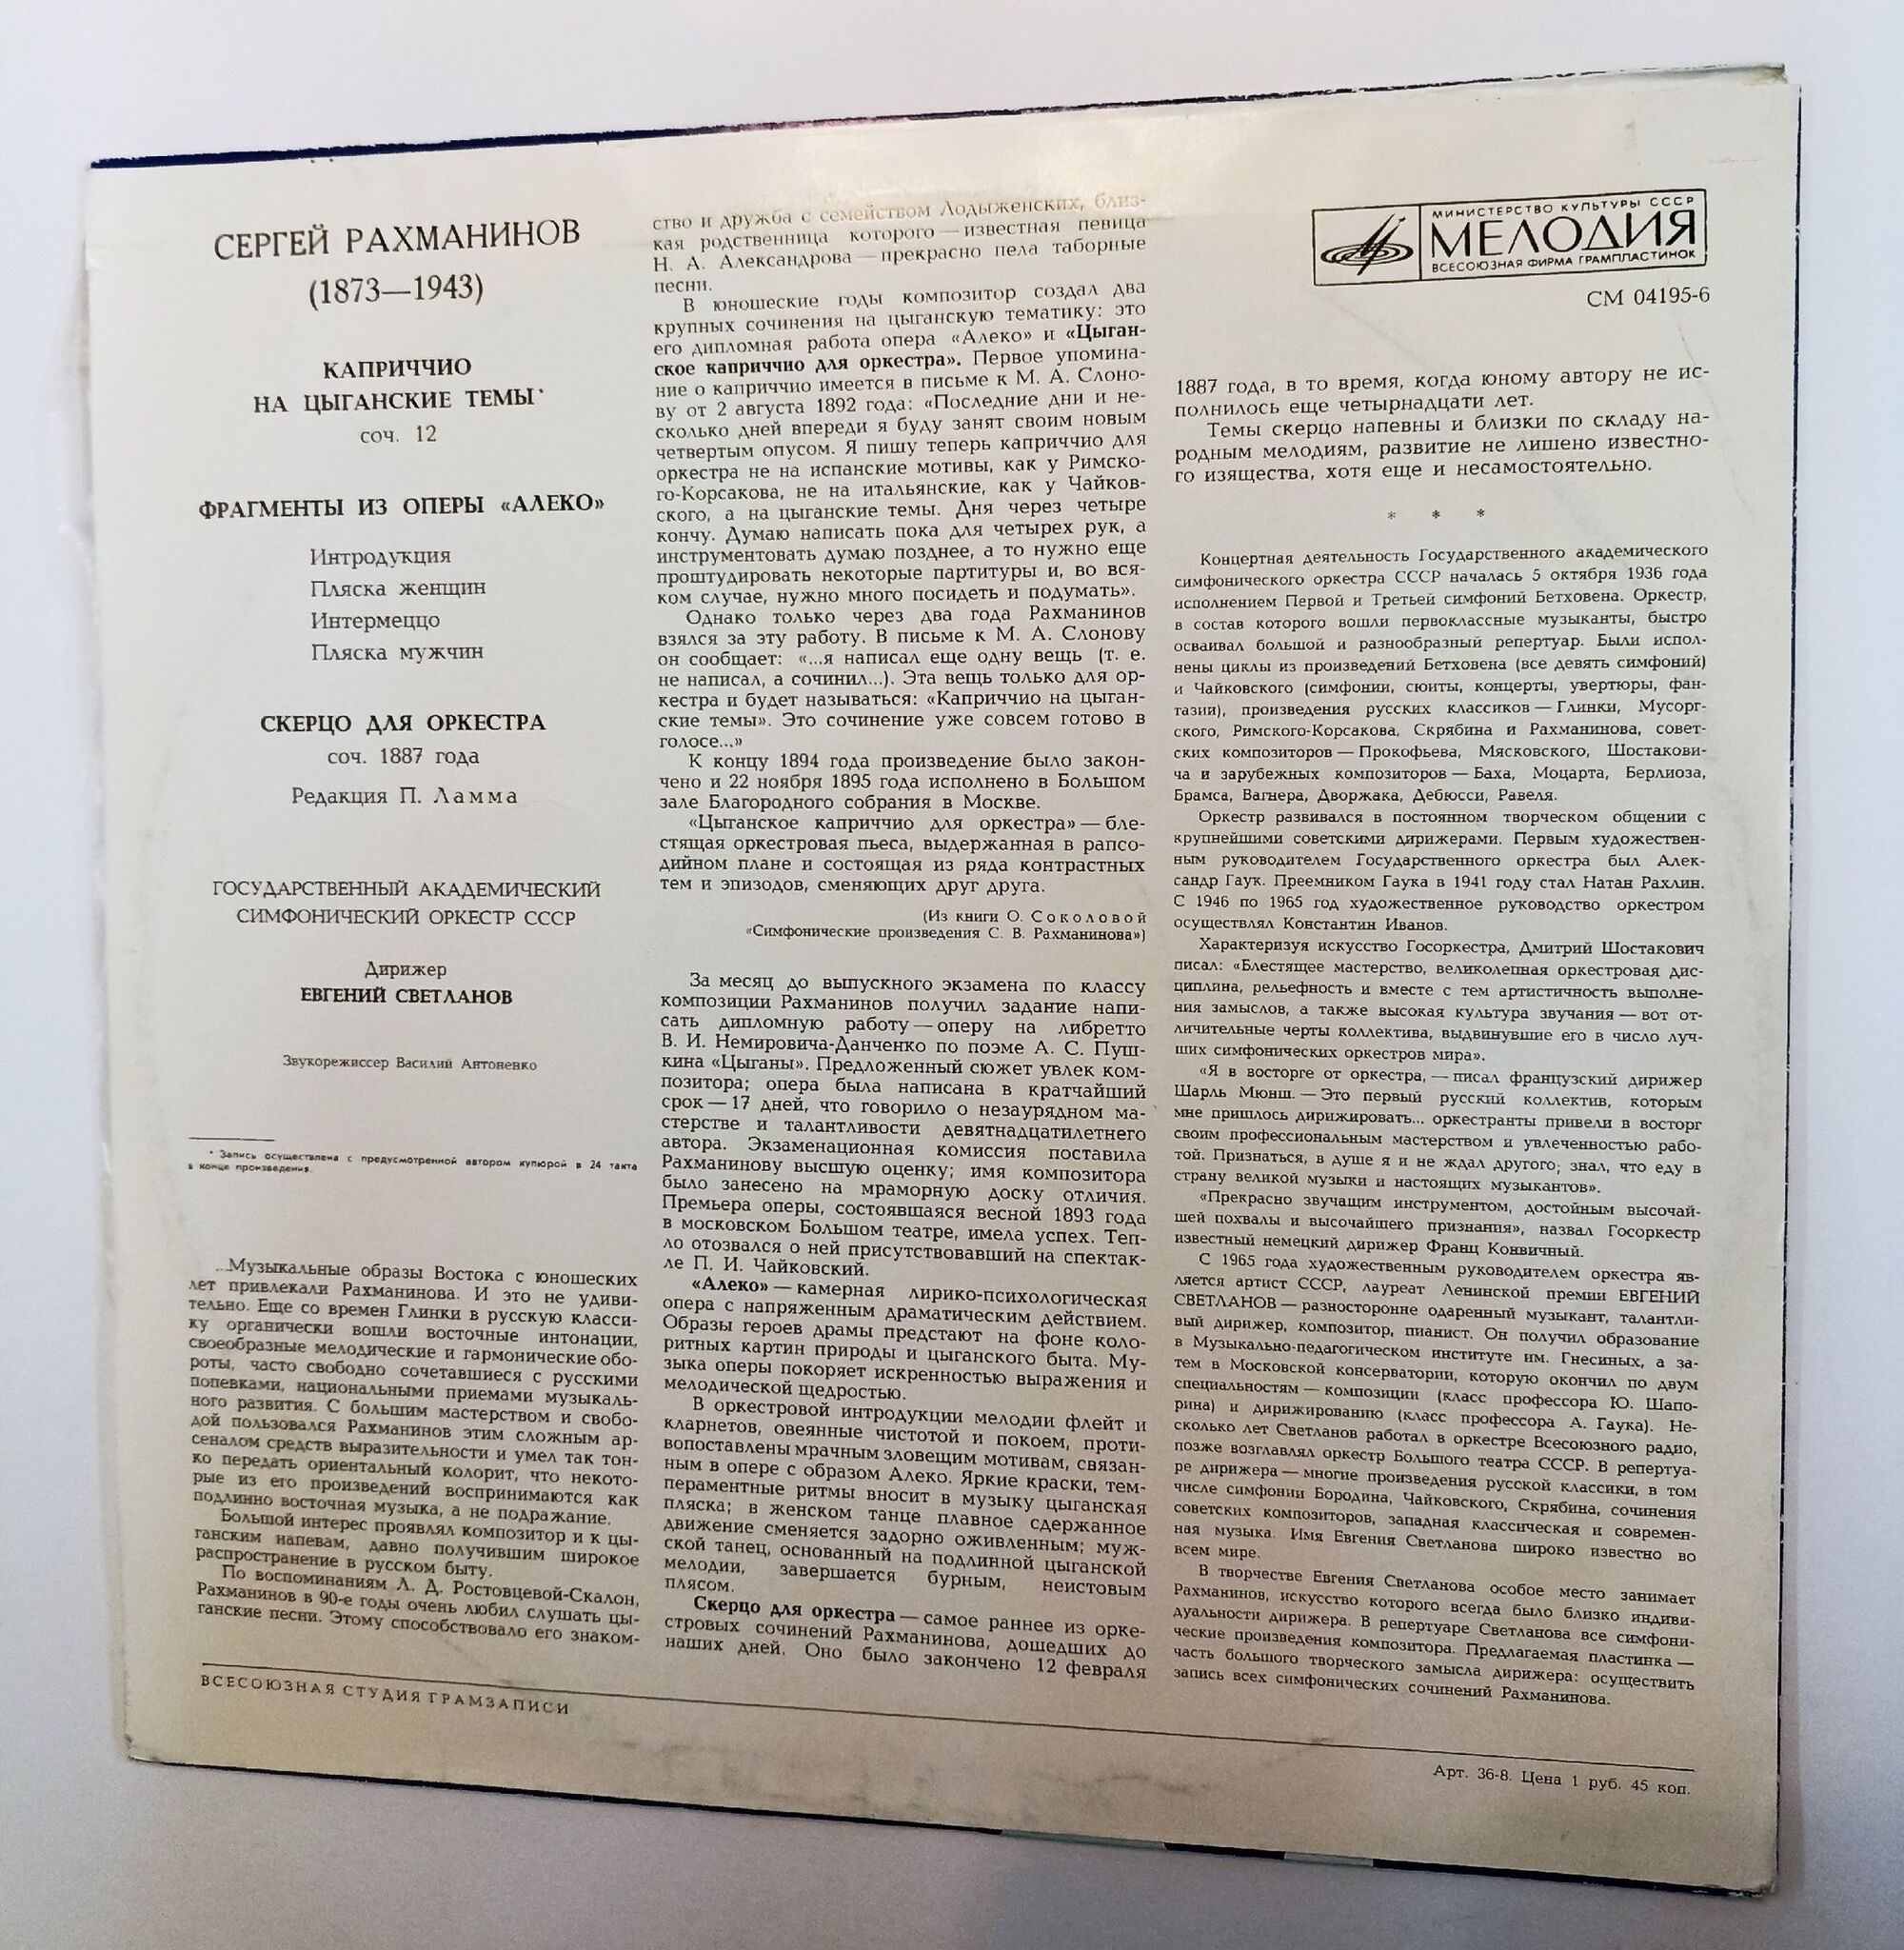 СЕРГЕЙ РАХМАНИНОВ
(1873—1943)
КАПРИЧЧИО
НА ЦЫГАНСКИЕ ТЕМЫ*
соч. 12
ФРАГМЕНТЫ ИЗ ОПЕРЫ «АЛЕКО»
Интродукция
Пляска женщин
Интермеццо
Пляска мужчин
СКЕРЦО ДЛЯ ОРКЕСТРА
соч. 1887 года
Редакция П. Ламма
ГОСУДАРСТВЕННЫЙ АКАДЕМИЧЕСКИЙ
СИМФОНИЧЕСКИЙ ОРКЕСТР СССР
Дирижер
ЕВГЕНИЙ СВЕТЛАНОВ
Звукорежиссер Василий Антоненко
* Запись осуществлена с предусмотренной автором купюрой в 24 такта
в конце произведения.
...Музыкальные образы Востока с юношеских
лет привлекали Рахманинова. И это не удиви-
тельно. Еще со времен Глинки в русскую класси-
ку органически вошли восточные интонации,
своеобразные мелодические и гармонические обо-
роты, часто свободно сочетавшиеся с русскими
попевками, национальными приемами музыкаль-
ного развития. С большим мастерством и свобо-
дой пользовался Рахманинов этим сложным ар-
сеналом средств выразительности и умел так тон-
ко передать ориентальный колорит, что некото-
рые из его произведений воспринимаются как
подлинно восточная музыка, а не подражание.
Большой интерес проявлял композитор и к цы-
ганским напевам, давно получившим широкое
распространение в русском быту.
По воспоминаниям Л. Д. Ростовцевой-Скалон,
Рахманинов в 90-е годы очень любил слушать цы-
ганские песни. Этому способствовало его знаком-
ство и дружба с семейством Лодыженских, близ-
кая родственница которого — известная певица
Н. А. Александрова — прекрасно пела таборные
песни.
В юношеские годы композитор создал два
крупных сочинения на цыганскую тематику: это
его дипломная работа опера «Алеко» и «Цыган-
ское каприччио для оркестра». Первое упомина-
ние о каприччио имеется в письме к М. А. Слоно-
ву от 2 августа 1892 года: «Последние дни и не-
сколько дней впереди я буду занят своим новым
четвертым опусом. Я пишу теперь каприччио для
оркестра не на испанские мотивы, как у Римско-
го-Корсакова, не на итальянские, как у Чайков-
ского, а на цыганские темы. Дня через четыре
кончу. Думаю написать пока для четырех рук, а
инструментовать думаю позднее, а то нужно еще
проштудировать некоторые партитуры и, во вся-
ком случае, нужно много посидеть и подумать».
Однако только через два года Рахманинов
взялся за эту работу. В письме к М. А. Слонову
он сообщает: «...я написал еще одну вещь (т. е.
не написал, а сочинил...). Эта вещь только для ор-
кестра и будет называться: «Каприччио на цыган-
ские темы». Это сочинение уже совсем готово в
голосе...»
К концу 1894 года произведение было закон-
чено и 22 ноября 1895 года исполнено в Большом
зале Благородного собрания в Москве.
«Цыганское каприччио для оркестра» — бле-
стящая оркестровая пьеса, выдержанная в рапсо-
дийном плане и состоящая из ряда контрастных
тем и эпизодов, сменяющих друг друга.
(Из книги О. Соколовой
«Симфонические произведения С. В. Рахманинова»)
За месяц до выпускного экзамена по классу
композиции Рахманинов получил задание напи-
сать дипломную работу — оперу на либретто
В. И. Немировича-Данченко по поэме А. С. Пуш-
кина «Цыганы». Предложенный сюжет увлек ком-
позитора; опера была написана в кратчайший
срок — 17 дней, что говорило о незаурядном ма-
стерстве и талантливости девятнадцатилетнего
автора. Экзаменационная комиссия поставила
Рахманинову высшую оценку; имя композитора
было занесено на мраморную доску отличия.
Премьера оперы, состоявшаяся весной 1893 года
в московском Большом театре, имела успех. Теп-
ло отозвался о ней присутствовавший на спектак-
ле П. И. Чайковский.
«Алеко» — камерная лирико-психологическая
опера с напряженным драматическим действием.
Образы героев драмы предстают на фоне коло-
ритных картин природы и цыганского быта. Му-
зыка оперы покоряет искренностью выражения и
мелодической щедростью.
В оркестровой интродукции мелодии флейт и
кларнетов, овеянные чистотой и покоем, проти-
вопоставлены мрачным зловещим мотивам, связан-
ным в опере с образом Алеко. Яркие краски, тем-
пераментные ритмы вносит в музыку цыганская
пляска; в женском танце плавное сдержанное
движение сменяется задорно оживленным; муж-
ской танец, основанный на подлинной цыганской
мелодии, завершается бурным, неистовым
плясом.
Скерцо для оркестра — самое раннее из орке-
стровых сочинений Рахманинова, дошедших до
наших дней. Оно было закончено 12 февраля
МИНИСТЕРСТВО КУЛЬТУРЫ СССР
МЕЛОДИЯ
ВСЕСОЮЗНАЯ ФИРМА ГРАМПЛАСТИНОК
СМ 04195-6
1887 года, в то время, когда юному автору не ис-
полнилось еще четырнадцати лет.
Темы скерцо напевны и близки по складу на-
родным мелодиям, развитие не лишено известно-
го изящества, хотя еще и несамостоятельно.
* * *
Концертная деятельность Государственного академического
симфонического оркестра СССР началась 5 октября 1936 года
исполнением Первой и Третьей симфоний Бетховена. Оркестр,
в состав которого вошли первоклассные музыканты, быстро
осваивал большой и разнообразный репертуар. Были испол-
нены циклы из произведений Бетховена (все девять симфоний)
и Чайковского (симфонии, сюиты, концерты, увертюры, фан-
тазии), произведения русских классиков — Глинки, Мусорг-
ского, Римского-Корсакова, Скрябина и Рахманинова, совет-
ских композиторов — Прокофьева, Мясковского, Шостакови-
ча и зарубежных композиторов — Баха, Моцарта, Берлиоза,
Брамса, Вагнера, Дворжака, Дебюсси, Равеля.
Оркестр развивался в постоянном творческом общении с
крупнейшими советскими дирижерами. Первым художествен-
ным руководителем Государственного оркестра был Алек-
сандр Гаук. Преемником Гаука в 1941 году стал Натан Рахлин.
С 1946 по 1965 год художественное руководство оркестром
осуществлял Константин Иванов.
Характеризуя искусство Госоркестра, Дмитрий Шостакович
писал: «Блестящее мастерство, великолепная оркестровая дис-
циплина, рельефность и вместе с тем артистичность выполне-
ния замыслов, а также высокая культура звучания — вот от-
личительные черты коллектива, выдвинувшие его в число луч-
ших симфонических оркестров мира».
«Я в восторге от оркестра, — писал французский дирижер
Шарль Мюнш. — Это первый русский коллектив, которым
мне пришлось дирижировать... оркестранты привели в восторг
своим профессиональным мастерством и увлеченностью рабо-
той. Признаться, в душе я и не ждал другого; знал, что еду в
страну великой музыки и настоящих музыкантов».
«Прекрасно звучащим инструментом, достойным высочай-
шей похвалы и высочайшего признания», назвал Госоркестр
известный немецкий дирижер Франц Конвичный.
С 1965 года художественным руководителем оркестра яв-
ляется артист СССР, лауреат Ленинской премии ЕВГЕНИЙ
СВЕТЛАНОВ — разносторонне одаренный музыкант, талантли-
вый дирижер, композитор, пианист. Он получил образование
в Музыкально-педагогическом институте им. Гнесиных, а за-
тем в Московской консерватории, которую окончил по двум
специальностям — композиции (класс профессора Ю. Шапо-
рина) и дирижированию (класс профессора А. Гаука). Не-
сколько лет Светланов работал в оркестре Всесоюзного радио,
позже возглавлял оркестр Большого театра СССР. В репертуа-
ре дирижера — многие произведения русской классики, в том
числе симфонии Бородина, Чайковского, Скрябина, сочинения
советских композиторов, западная классическая и современ-
ная музыка. Имя Евгения Светланова широко известно во
всем мире.
В творчестве Евгения Светланова особое место занимает
Рахманинов, искусство которого всегда было близко индиви-
дуальности дирижера. В репертуаре Светланова все симфони-
ческие произведения композитора. Предлагаемая пластинка —
часть большого творческого замысла дирижера: осуществить
запись всех симфонических сочинений Рахманинова.
ВСЕСОЮЗНАЯ СТУДИЯ ГРАМЗАПИСИ
Арт. 36-8. Цена 1 руб. 45 коп.